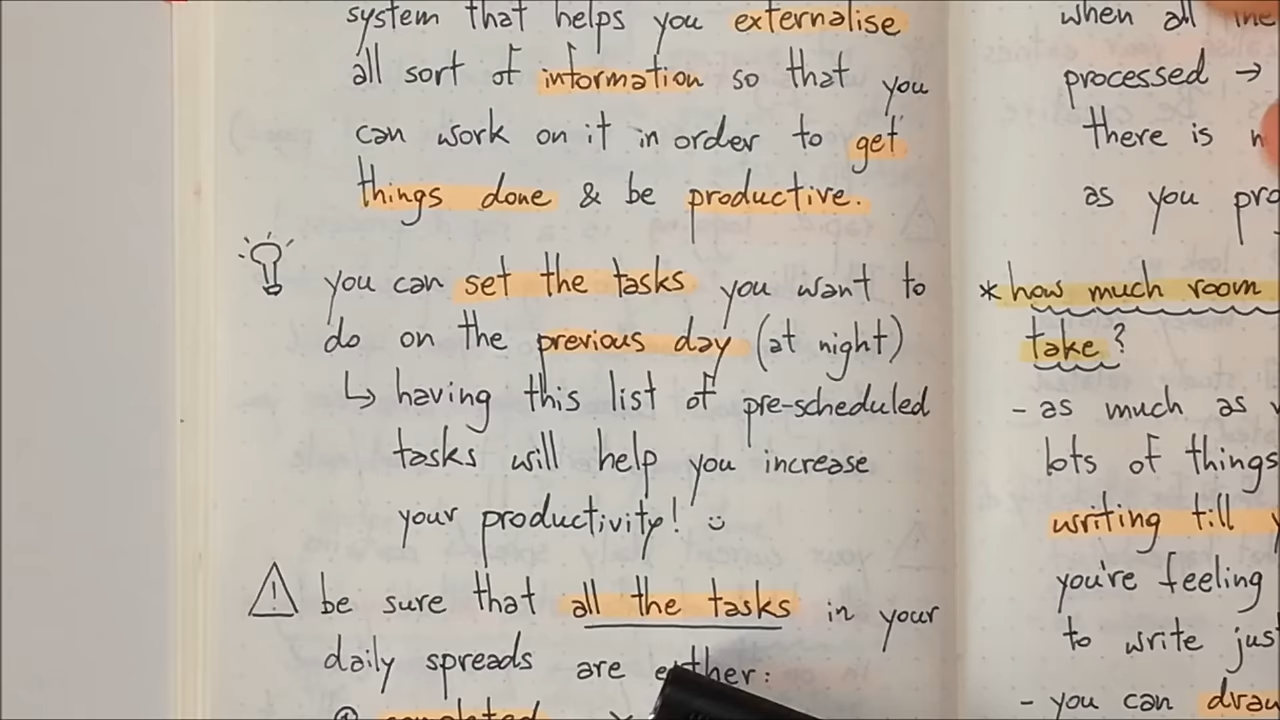 system that helps you externalise
all sort of information so that you
can work on it in order to get
things done & be productive.
you can set the tasks you want to
do on the previous day (at night)
↳ having this list of pre-scheduled
tasks will help you increase
your productivity! :)
be sure that all the tasks in your
daily spreads are either:
completed
when all
processed →
there is
as you
* how much room
take?
- as much as
lots of things
writing till
you're feeling
to write
- you can